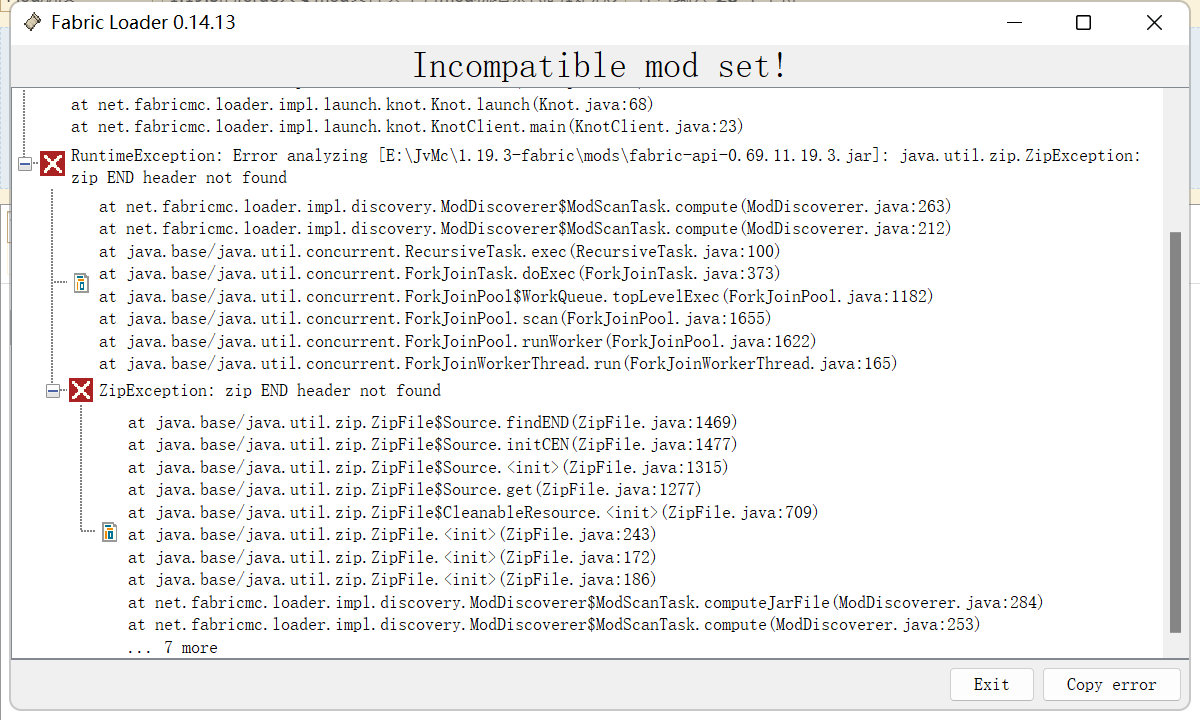 Fabric Loader 0.14.13
Incompatible mod set!
at net.fabricmc.loader.impl.launch.knot.Knot.launch(Knot.java:68)
at net.fabricmc.loader.impl.launch.knot.KnotClient.main(KnotClient.java:23)
RuntimeException: Error analyzing [E:\JvMc\1.19.3-fabric\mods\fabric-api-0.69.11.19.3.jar]: java.util.zip.ZipException:
zip END header not found
at net.fabricmc.loader.impl.discovery.ModDiscoverer$ModScanTask.compute(ModDiscoverer.java:263)
at net.fabricmc.loader.impl.discovery.ModDiscoverer$ModScanTask.compute(ModDiscoverer.java:212)
at java.base/java.util.concurrent.RecursiveTask.exec(RecursiveTask.java:100)
at java.base/java.util.concurrent.ForkJoinTask.doExec(ForkJoinTask.java:373)
at java.base/java.util.concurrent.ForkJoinPool$WorkQueue.topLevelExec(ForkJoinPool.java:1182)
at java.base/java.util.concurrent.ForkJoinPool.scan(ForkJoinPool.java:1655)
at java.base/java.util.concurrent.ForkJoinPool.runWorker(ForkJoinPool.java:1622)
at java.base/java.util.concurrent.ForkJoinWorkerThread.run(ForkJoinWorkerThread.java:165)
ZipException: zip END header not found
at java.base/java.util.zip.ZipFile$Source.findEND(ZipFile.java:1469)
at java.base/java.util.zip.ZipFile$Source.initCEN(ZipFile.java:1477)
at java.base/java.util.zip.ZipFile$Source.<init>(ZipFile.java:1315)
at java.base/java.util.zip.ZipFile$Source.get(ZipFile.java:1277)
at java.base/java.util.zip.ZipFile$CleanableResource.<init>(ZipFile.java:709)
at java.base/java.util.zip.ZipFile.<init>(ZipFile.java:243)
at java.base/java.util.zip.ZipFile.<init>(ZipFile.java:172)
at java.base/java.util.zip.ZipFile.<init>(ZipFile.java:186)
at net.fabricmc.loader.impl.discovery.ModDiscoverer$ModScanTask.computeJarFile(ModDiscoverer.java:284)
at net.fabricmc.loader.impl.discovery.ModDiscoverer$ModScanTask.compute(ModDiscoverer.java:253)
... 7 more
Exit
Copy error